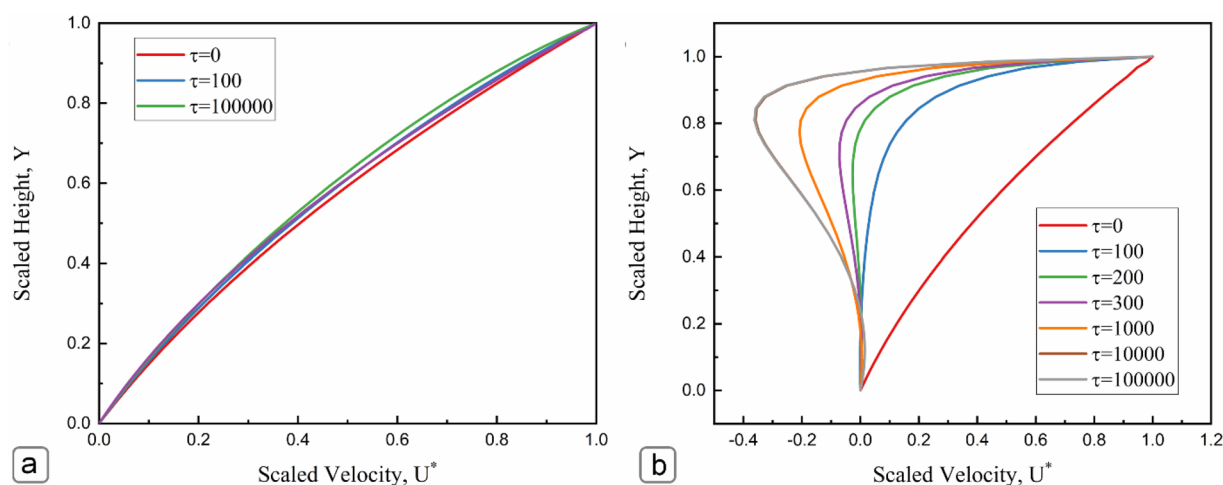 1.0
0.8
0.6
0.4
0.2
0.0
Scaled Height, Y
τ=0
τ=100
τ=100000
0.0 0.2 0.4 0.6 0.8 1.0
Scaled Velocity, U*
a
1.0
0.8
0.6
0.4
0.2
0.0
Scaled Height, Y
τ=0
τ=100
τ=200
τ=300
τ=1000
τ=10000
τ=100000
-0.4 -0.2 0.0 0.2 0.4 0.6 0.8 1.0 1.2
Scaled Velocity, U*
b